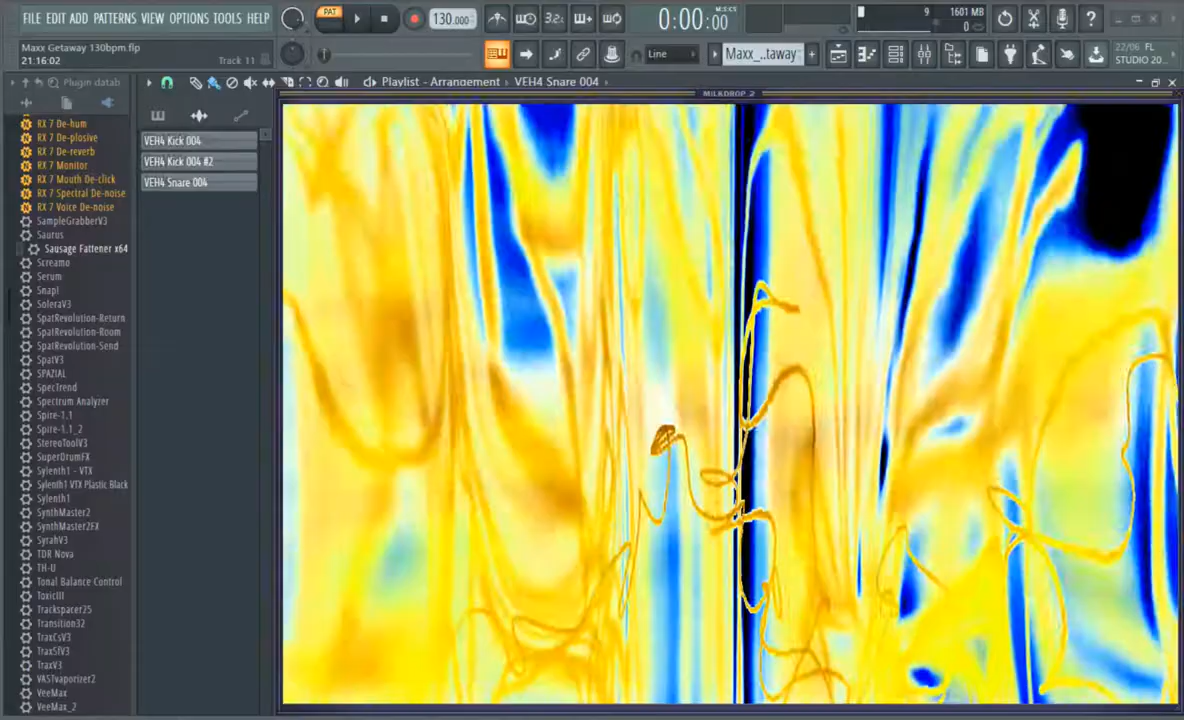 FILE EDIT ADD PATTERNS VIEW OPTIONS TOOLS HELP
PAT
130.000
3.2.
0:00:00
M:S:CS
9
1601 MB
0
Maxx Getaway 130bpm.flp
21.16.02
Track 11
Line
Maxx_..taway
22/06 FL
STUDIO 20...
Plugin datab
Playlist - Arrangement › VEH4 Snare 004
MILKDROP 2
RX 7 De-hum
RX 7 De-plosive
RX 7 De-reverb
RX 7 Monitor
RX 7 Mouth De-click
RX 7 Spectral De-noise
RX 7 Voice De-noise
SampleGrabberV3
Saurus
Sausage Fattener x64
Screamo
Serum
Snap!
SoleraV3
SpatRevolution-Return
SpatRevolution-Room
SpatRevolution-Send
SpatV3
SPAZIAL
SpecTrend
Spectrum Analyzer
Spire-1.1
Spire-1.1_2
StereoToolV3
SuperDrumFX
Sylenth1 - VTX
Sylenth1 VTX Plastic Black
Sylenth1
SynthMaster2
SynthMaster2FX
SyrahV3
TDR Nova
TH-U
Tonal Balance Control
ToxicIII
Trackspacer25
Transition32
TraxCsV3
TraxSfV3
TraxV3
VASTvaporizer2
VeeMax
VeeMax_2
VEH4 Kick 004
VEH4 Kick 004 #2
VEH4 Snare 004